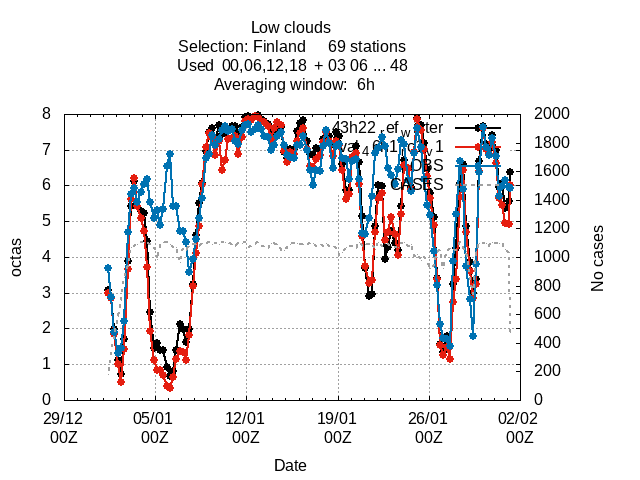 Low clouds
Selection: Finland 69 stations
Used 00,06,12,18 + 03 06 ... 48
Averaging window: 6h
octas
8
7
6
5
4
3
2
1
0
2000
1800
1600
1400
1200
1000
800
600
400
200
0
No cases
OBS
CASES
29/12 05/01 12/01 19/01 26/01 02/02
00Z 00Z 00Z 00Z 00Z 00Z
Date